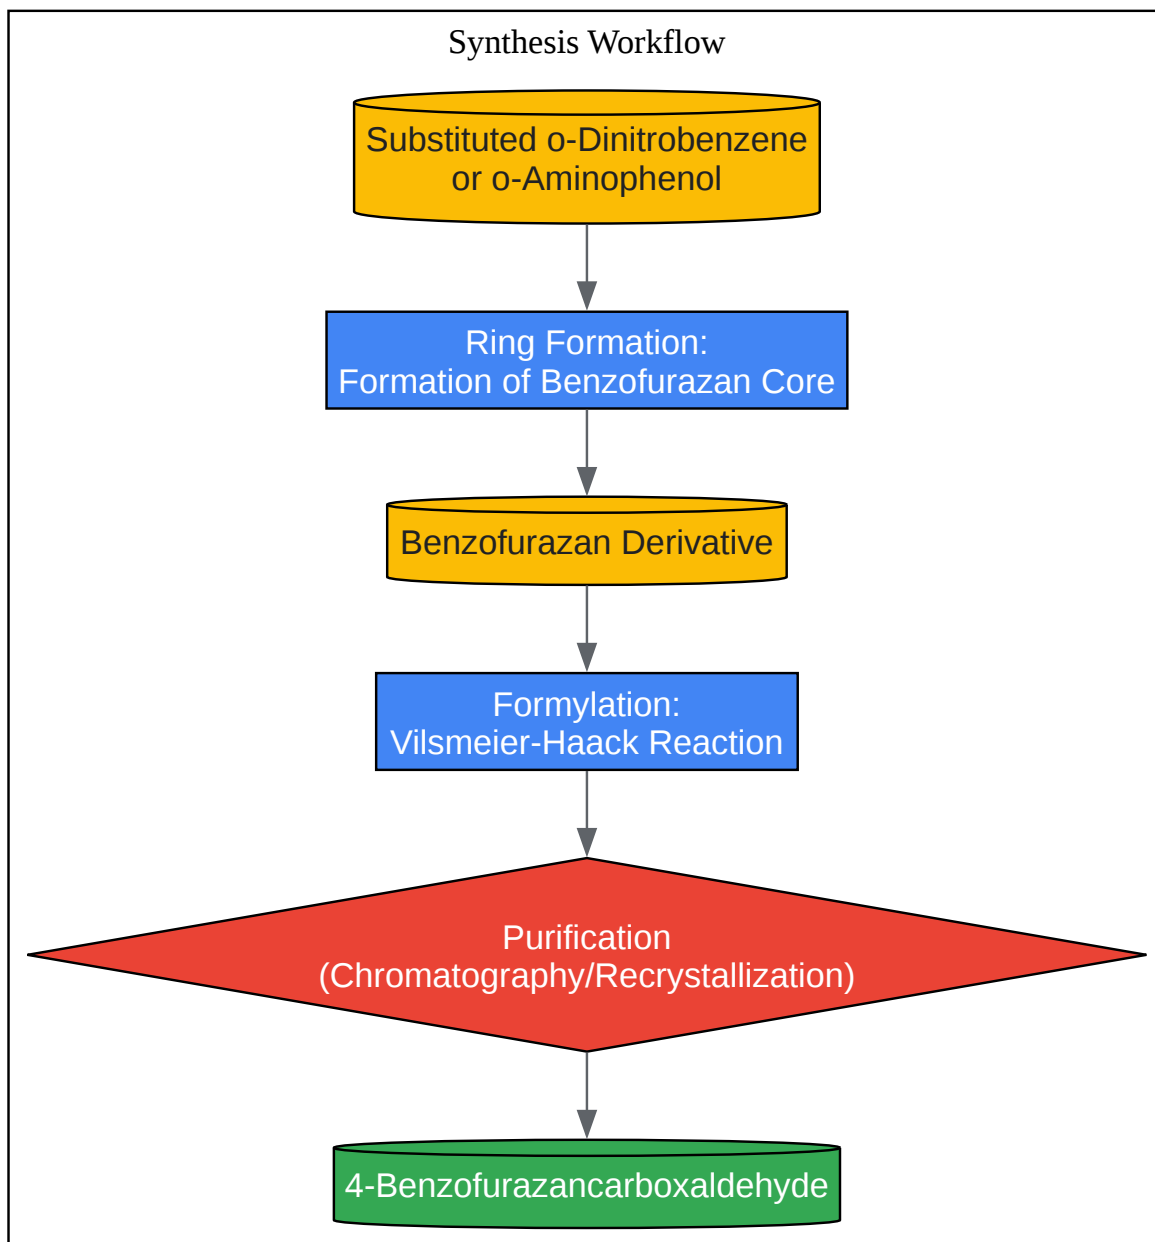 Synthesis Workflow
Substituted o-Dinitrobenzene
or o-Aminophenol
Ring Formation:
Formation of Benzofurazan Core
Benzofurazan Derivative
Formylation:
Vilsmeier-Haack Reaction
Purification
(Chromatography/Recrystallization)
4-Benzofurazancarboxaldehyde